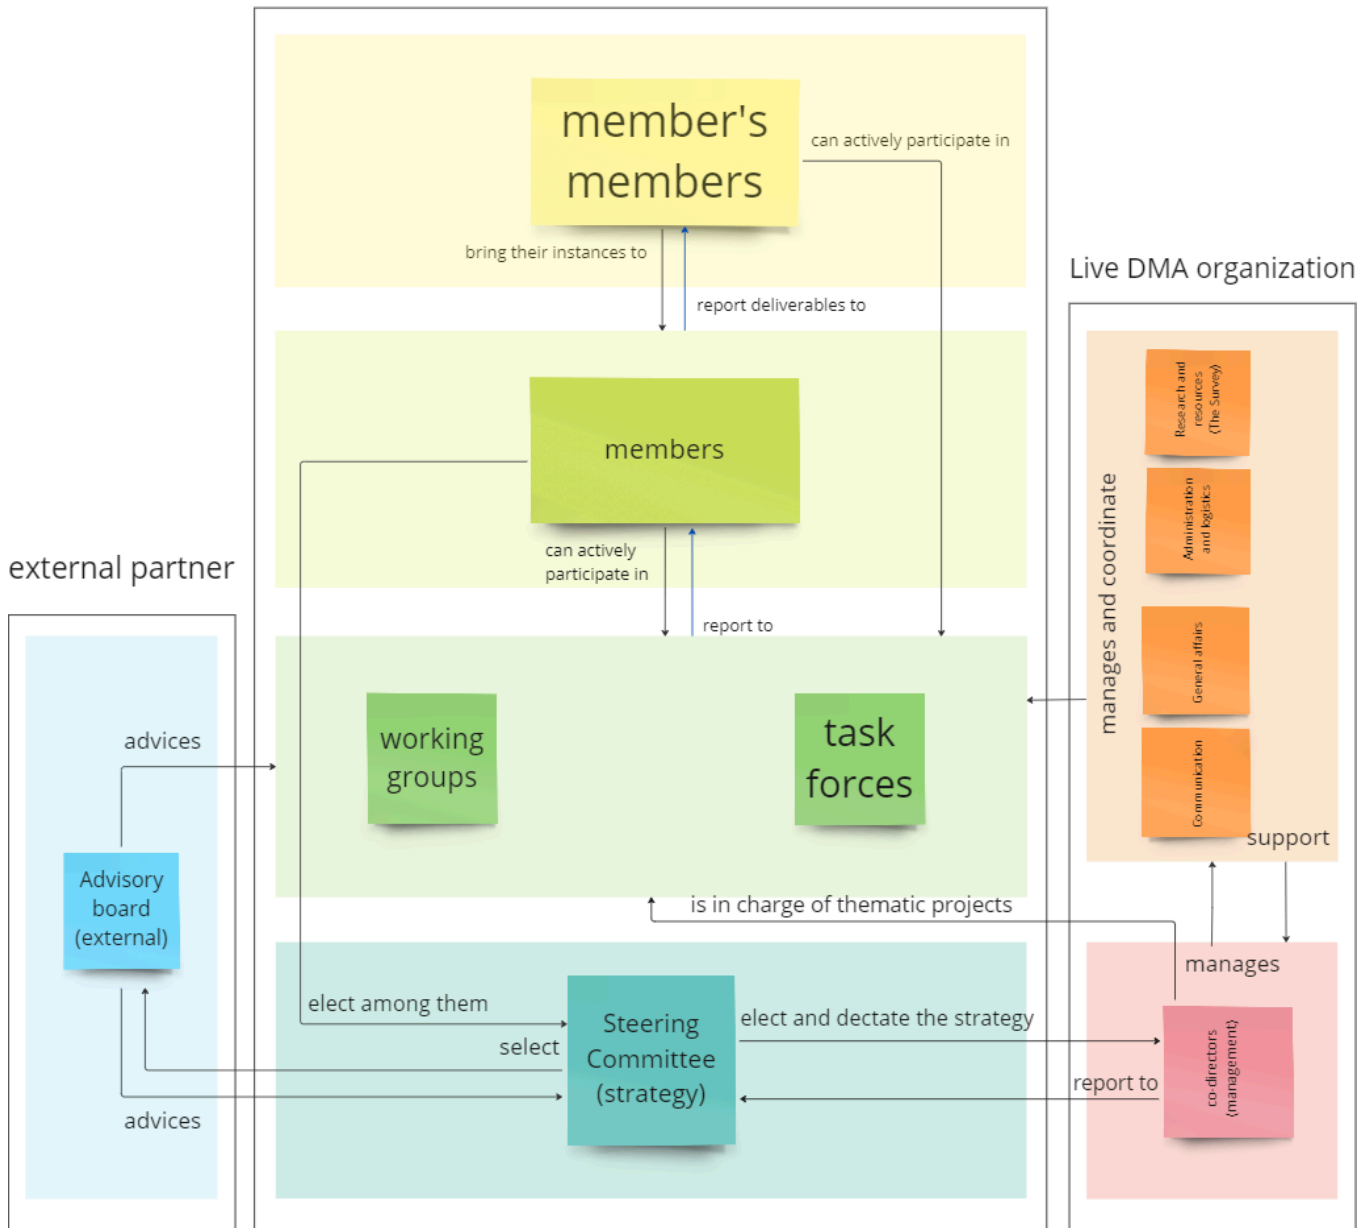 member's
members
can actively participate in
bring their instances to
report deliverables to
Live DMA organization
members
can actively
participate in
report to
external partner
advices
Advisory
board
(external)
advices
working
groups
task
forces
manages and coordinate
Research and
resources
(The Survey)
Administration
and logistics
General affairs
Communication
support
is in charge of thematic projects
manages
elect among them
select
Steering
Committee
(strategy)
elect and dectate the strategy
report to
co-directors
(management)